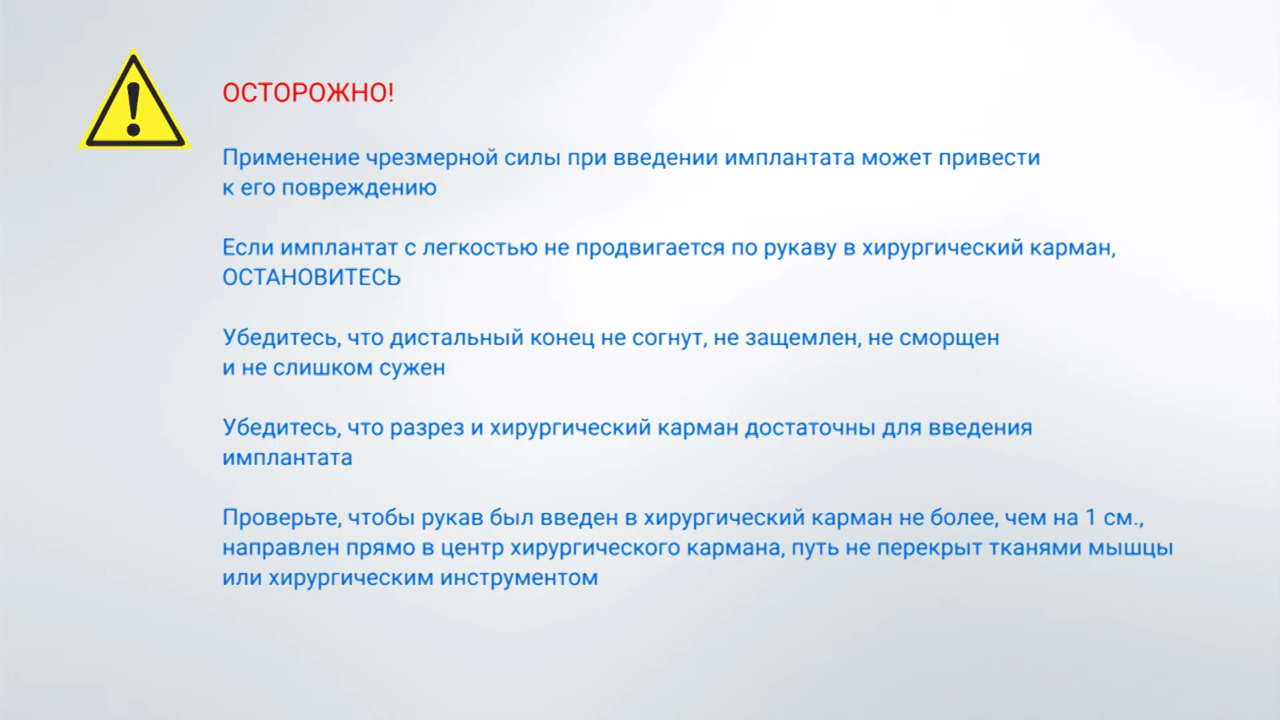 ОСТОРОЖНО!
Применение чрезмерной силы при введении имплантата может привести
к его повреждению
Если имплантат с легкостью не продвигается по рукаву в хирургический карман,
ОСТАНОВИТЕСЬ
Убедитесь, что дистальный конец не согнут, не защемлен, не сморщен
и не слишком сужен
Убедитесь, что разрез и хирургический карман достаточны для введения
имплантата
Проверьте, чтобы рукав был введен в хирургический карман не более, чем на 1 см.,
направлен прямо в центр хирургического кармана, путь не перекрыт тканями мышцы
или хирургическим инструментом